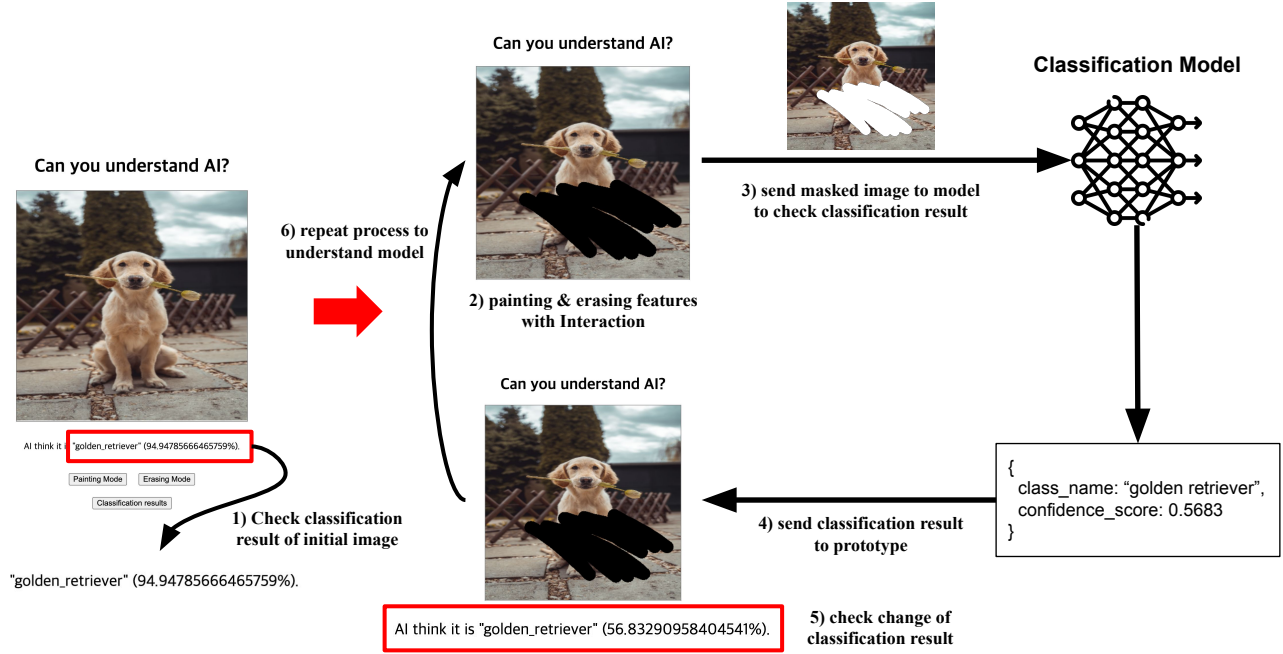 Can you understand AI?
AI think it i "golden_retriever" (94.94785666465759%).
Painting Mode
Erasing Mode
Classification results
1) Check classification
result of initial image
"golden_retriever" (94.94785666465759%).
6) repeat process to
understand model
Can you understand AI?
2) painting & erasing features
with Interaction
3) send masked image to model
to check classification result
Classification Model
{
class_name: “golden retriever”,
confidence_score: 0.5683
}
4) send classification result
to prototype
Can you understand AI?
AI think it is "golden_retriever" (56.83290958404541%).
5) check change of
classification result